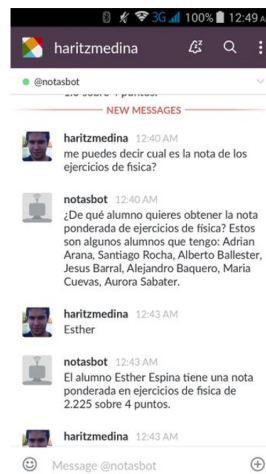 3G 100% 12:49 A
haritzmedina
@notasbot
NEW MESSAGES
haritzmedina 12:40 AM
me puedes decir cual es la nota de los
ejercicios de fisica?
notasbot 12:40 AM
¿De qué alumno quieres obtener la nota
ponderada de ejercicios de física? Estos
son algunos alumnos que tengo: Adrian
Arana, Santiago Rocha, Alberto Ballester,
Jesus Barral, Alejandro Baquero, Maria
Cuevas, Aurora Sabater.
haritzmedina 12:43 AM
Esther
notasbot 12:43 AM
El alumno Esther Espina tiene una nota
ponderada en ejercicios de fisica de
2.225 sobre 4 puntos.
haritzmedina 12:43 AM
Message @notasbot